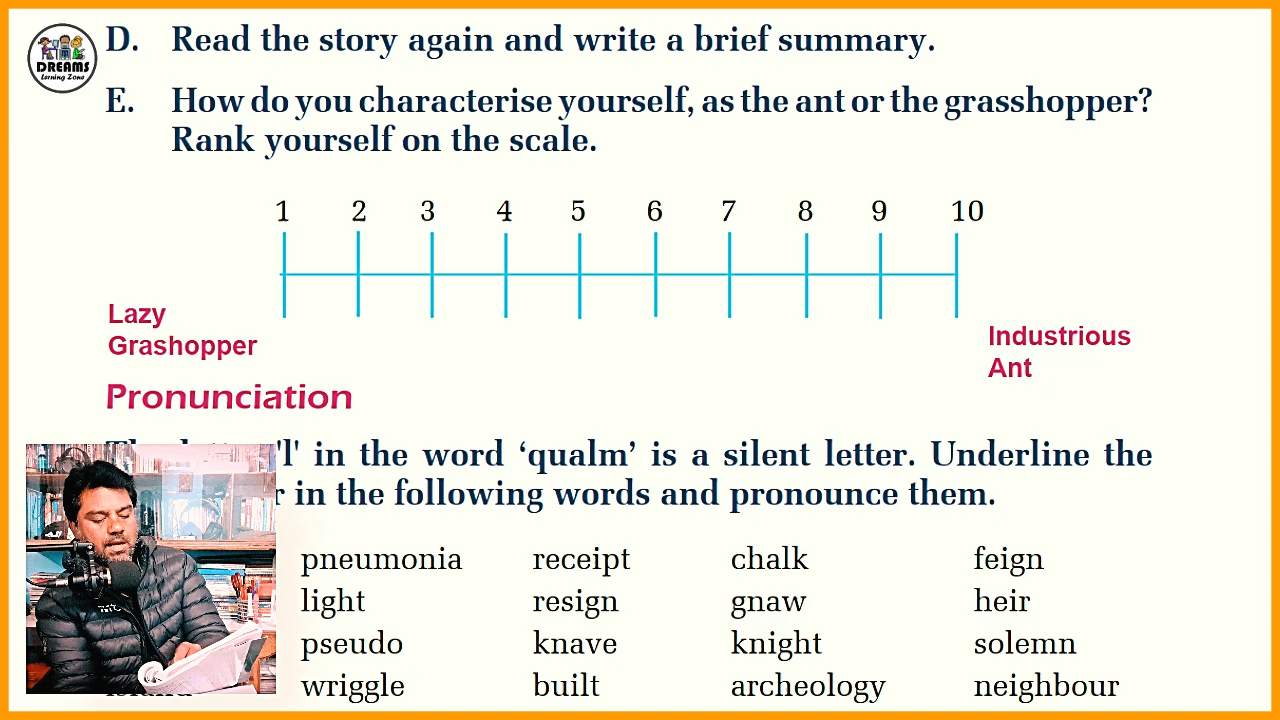 DREAMS
Lerning Zone
D. Read the story again and write a brief summary.
E. How do you characterise yourself, as the ant or the grasshopper?
Rank yourself on the scale.
1 2 3 4 5 6 7 8 9 10
Lazy
Grashopper
Industrious
Ant
Pronunciation
'l' in the word ‘qualm’ is a silent letter. Underline the
in the following words and pronounce them.
pneumonia receipt chalk feign
light resign gnaw heir
pseudo knave knight solemn
wriggle built archeology neighbour